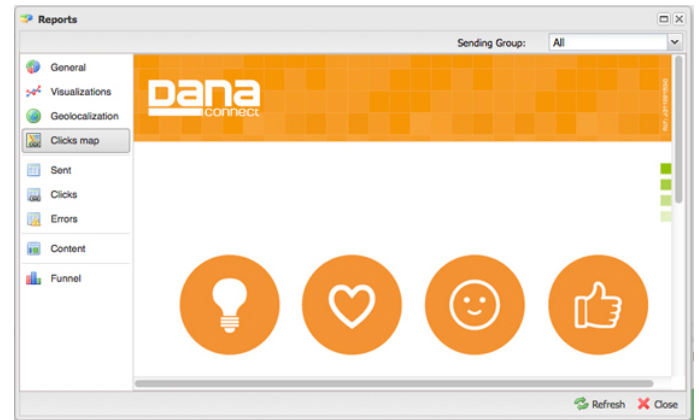 Reports
Sending Group: All
General
Visualizations
Geolocalization
Clicks map
Sent
Clicks
Errors
Content
Funnel
Dana
connect
Refresh
Close